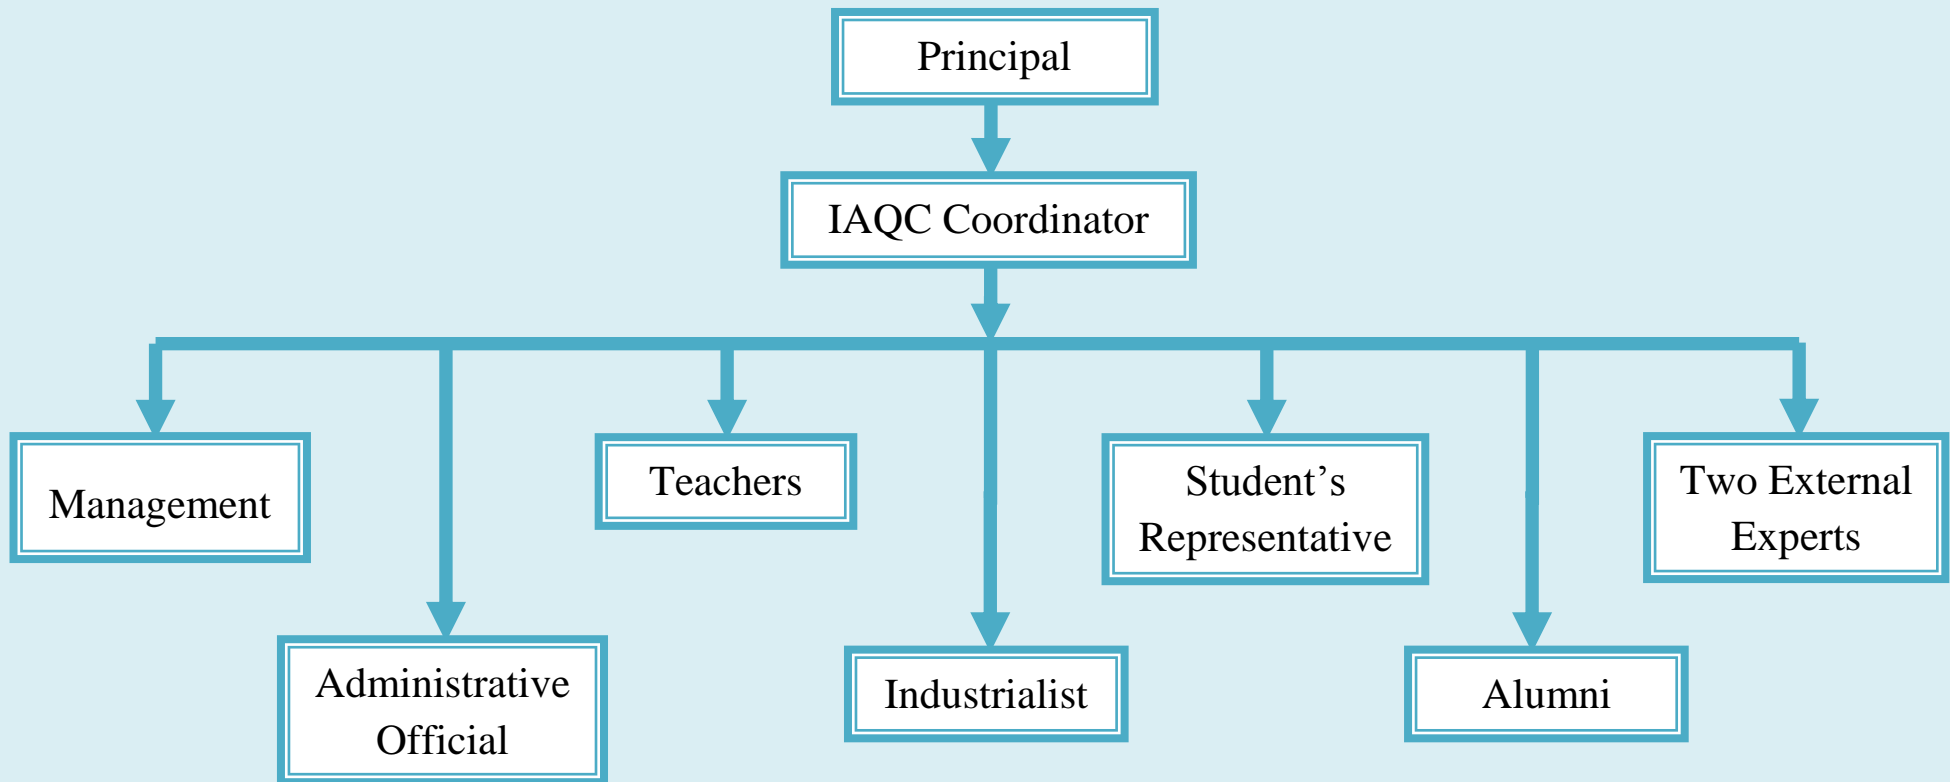 Principal
IAQC Coordinator
Management
Teachers
Student’s
Representative
Two External
Experts
Administrative
Official
Industrialist
Alumni